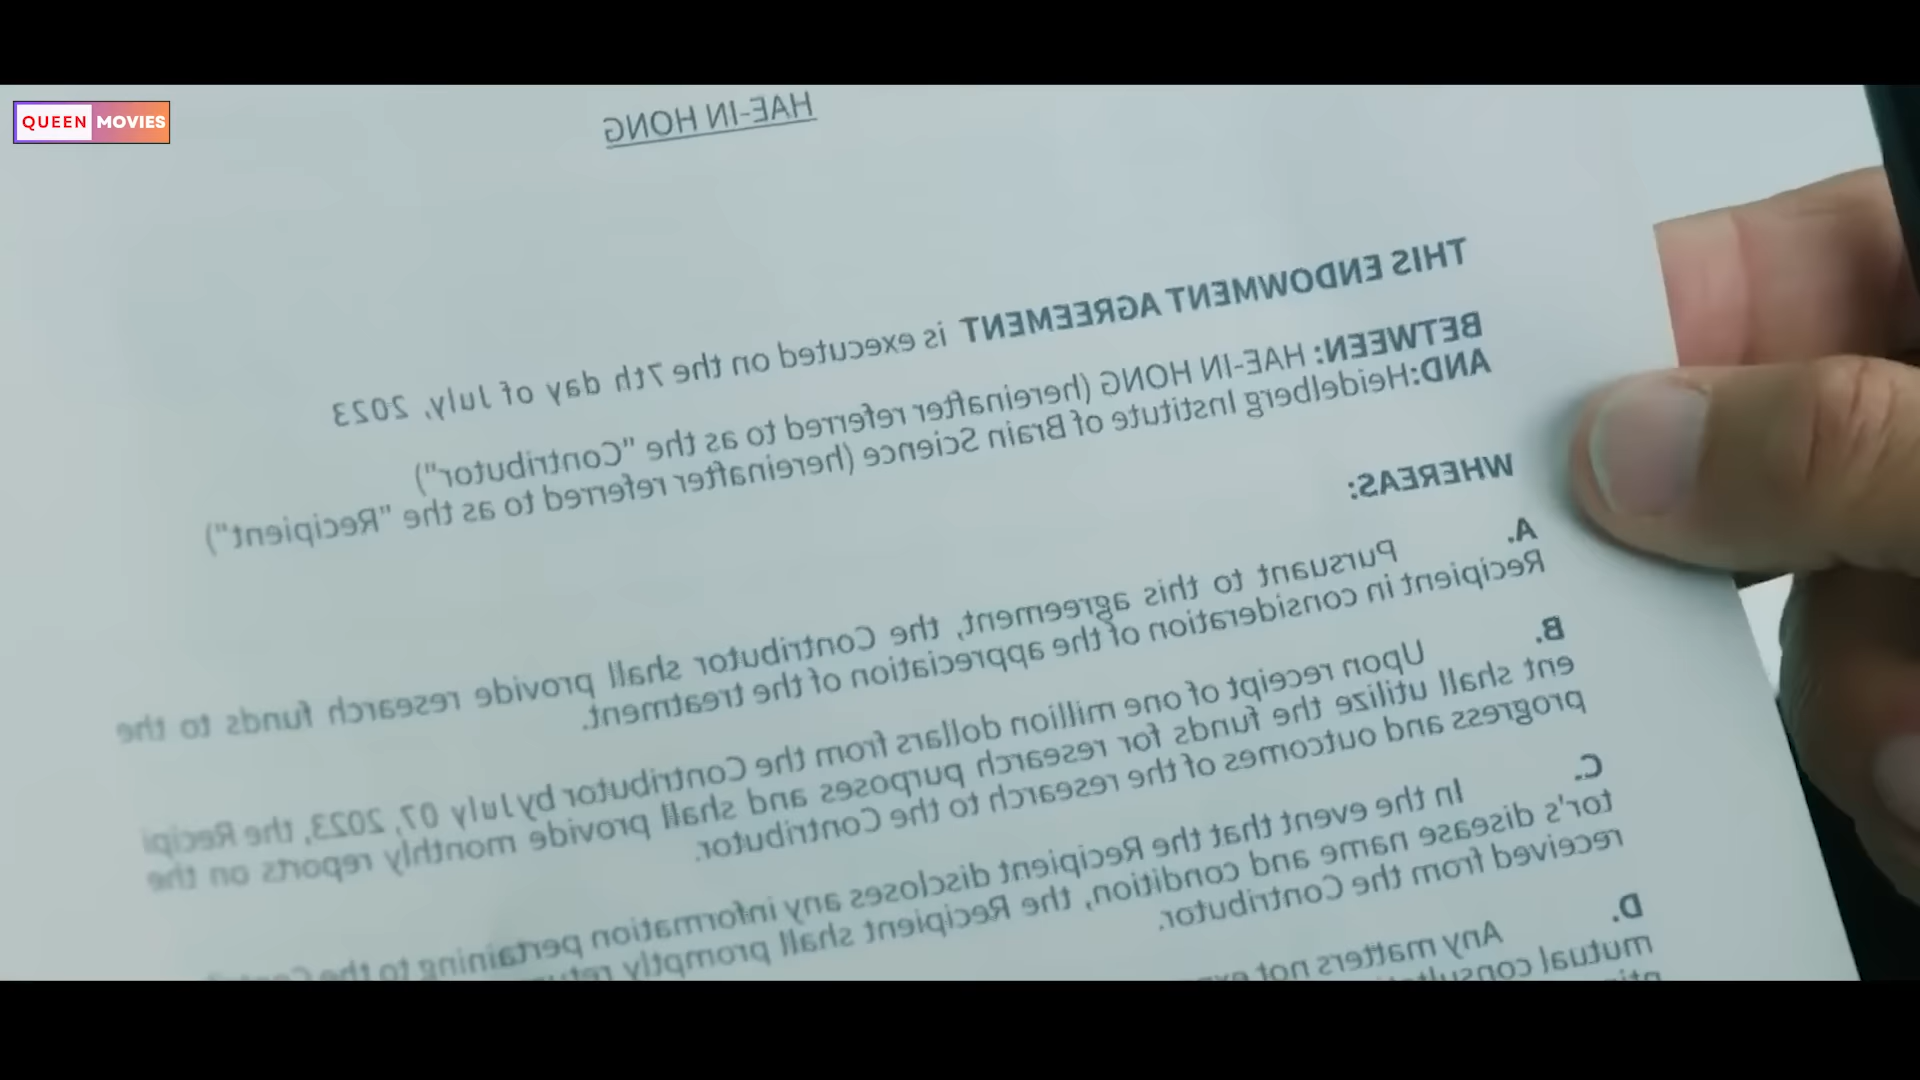 QUEEN MOVIES
HAE-IN HONG
THIS ENDOWMENT AGREEMENT is executed on the 7th day of July, 2023
BETWEEN: HAE-IN HONG (hereinafter referred to as the "Contributor")
AND:Heidelberg Institute of Brain Science (hereinafter referred to as the "Recipient")
WHEREAS:
A. Pursuant to this agreement, the Contributor shall provide research funds to the
Recipient in consideration of the appreciation of the treatment.
B. Upon receipt of one million dollars from the Contributor by July 07, 2023, the Recipi
ent shall utilize the funds for research purposes and shall provide monthly reports on the
progress and outcomes of the research to the Contributor.
C. In the event that the Recipient discloses any information pertaining to the
tor's disease name and condition, the Recipient shall promptly
received from the Contributor.
D. Any matters not
mutual